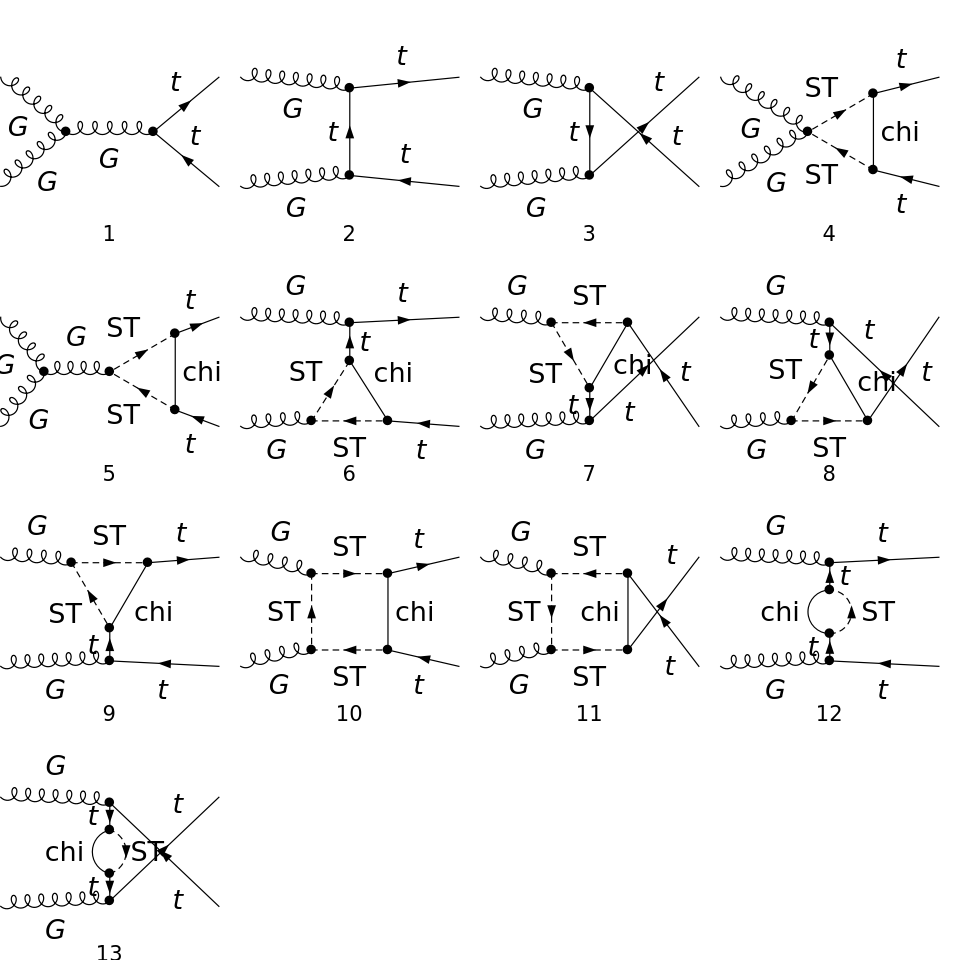 G t t G G 1
G t t t G 2
G t t t G 3
G ST t chi G ST t 4
G G ST t chi G ST t 5
G t t ST chi G ST t 6
G ST ST chi t t t G 7
G t t ST chi t G ST 8
G ST t ST chi t G t 9
G ST t ST chi G ST t 10
G ST t ST chi G ST t 11
G t t chi ST t G t 12
G t t chi ST t t G 13